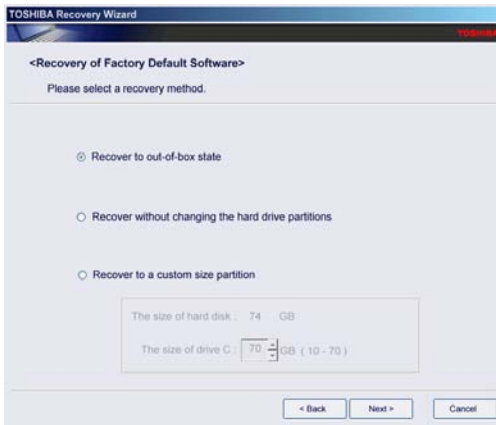 TOSHIBA Recovery Wizard
TOSHIBA
<Recovery of Factory Default Software>
Please select a recovery method.
Recover to out-of-box state
Recover without changing the hard drive partitions
Recover to a custom size partition
The size of hard disk : 74 GB
The size of drive C : 70 GB ( 10 - 70 )
< Back Next > Cancel